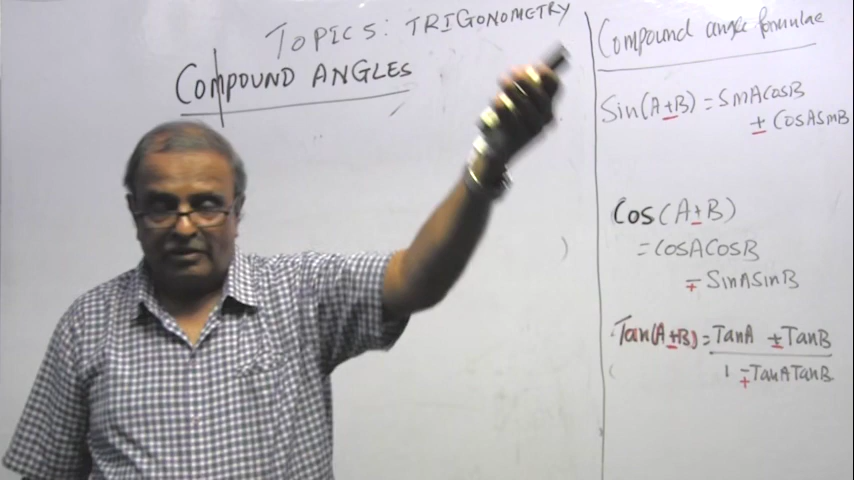 TOPICS: TRIGONOMETRY
COMPOUND ANGLES
Compound angle formulae
Sin(A±B) = SinACosB
± CosASinB
Cos(A±B)
= CosACosB
∓ SinASinB
Tan(A±B) = TanA ± TanB
1 ∓ TanATanB